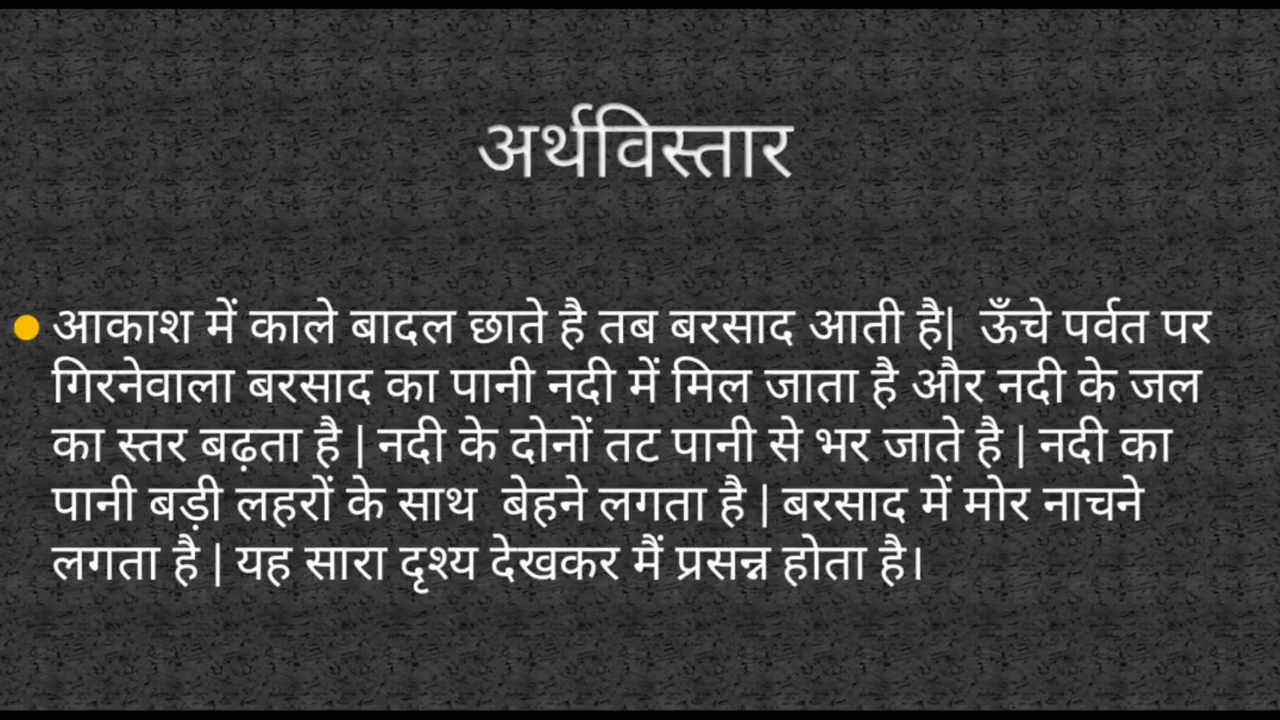 अर्थविस्तार
आकाश में काले बादल छाते है तब बरसाद आती है|  ऊँचे पर्वत पर
गिरनेवाला बरसाद का पानी नदी में मिल जाता है और नदी के जल
का स्तर बढ़ता है | नदी के दोनों तट पानी से भर जाते है | नदी का
पानी बड़ी लहरों के साथ  बेहने लगता है | बरसाद में मोर नाचने
लगता है | यह सारा दृश्य देखकर मैं प्रसन्न होता है।